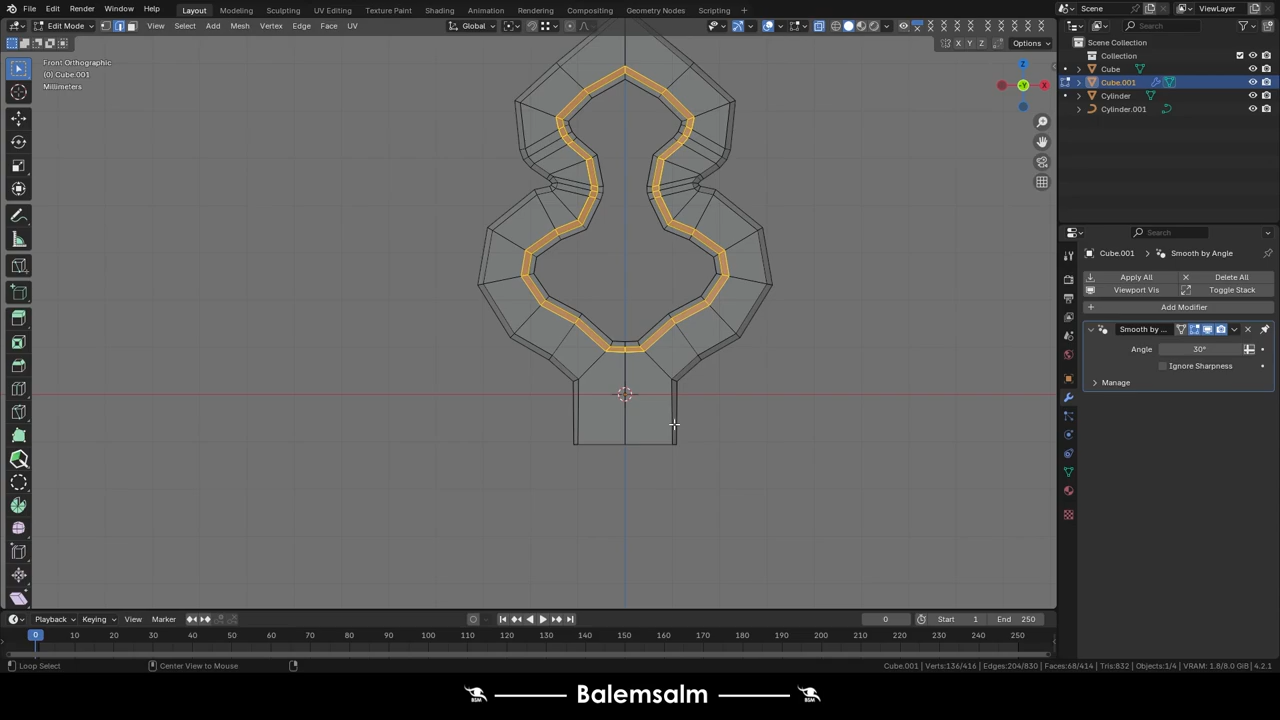 File Edit Render Window Help Layout Modeling Sculpting UV Editing Texture Paint Shading Animation Rendering Compositing Geometry Nodes Scripting + Scene ViewLayer
Edit Mode View Select Add Mesh Vertex Edge Face UV Global Search
X Y Z Options
Front Orthographic
(0) Cube.001
Millimeters
Z
-Y
X
Scene Collection
Collection
Cube
Cube.001
Cylinder
Cylinder.001
Search
Cube.001 Smooth by Angle
Apply All Delete All
Viewport Vis Toggle Stack
Add Modifier
Smooth by ...
Angle 30°
Ignore Sharpness
Manage
Playback Keying View Marker 0 Start 1 End 250
0 10 20 30 40 50 60 70 80 90 100 110 120 130 140 150 160 170 180 190 200 210 220 230 240 250
Loop Select Center View to Mouse Cube.001 | Verts:136/416 | Edges:204/830 | Faces:68/414 | Tris:832 | Objects:1/4 | VRAM: 1.8/8.0 GiB | 4.2.1
BSM Balemsalm BSM